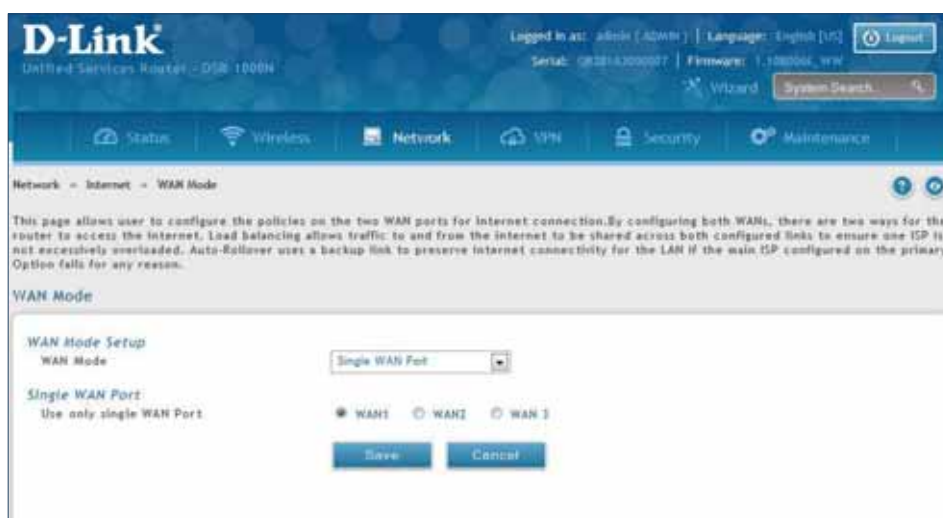 D-Link
Unified Services Router - DSR-1000N
Logged in as: admin ( ADMIN ) | Language: English [US]
Logout
Serial: | Firmware: WW
Wizard
System Search
Status
Wireless
Network
VPN
Security
Maintenance
Network » Internet » WAN Mode
This page allows user to configure the policies on the two WAN ports for Internet connection.By configuring both WANs, there are two ways for the
router to access the internet. Load balancing allows traffic to and from the internet to be shared across both configured links to ensure one ISP is
not excessively overloaded. Auto-Rollover uses a backup link to preserve internet connectivity for the LAN if the main ISP configured on the primary
Option fails for any reason.
WAN Mode
WAN Mode Setup
WAN Mode
Single WAN Port
Single WAN Port
Use only single WAN Port
WAN1
WAN2
WAN 3
Save
Cancel